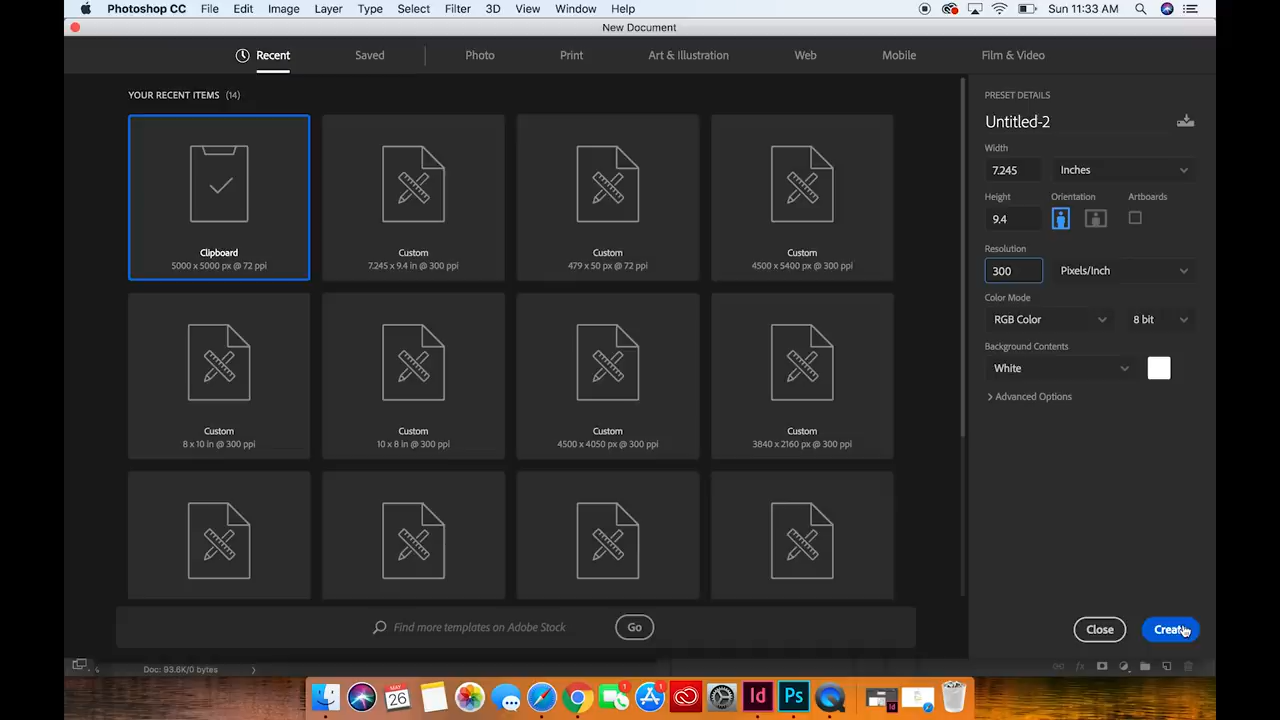 Photoshop CC File Edit Image Layer Type Select Filter 3D View Window Help Sun 11:33 AM
New Document
Recent Saved Photo Print Art & Illustration Web Mobile Film & Video
YOUR RECENT ITEMS (14)
Clipboard
5000 x 5000 px @ 72 ppi
Custom
7.245 x 9.4 in @ 300 ppi
Custom
479 x 50 px @ 72 ppi
Custom
4500 x 5400 px @ 300 ppi
Custom
8 x 10 in @ 300 ppi
Custom
10 x 8 in @ 300 ppi
Custom
4500 x 4050 px @ 300 ppi
Custom
3840 x 2160 px @ 300 ppi
Find more templates on Adobe Stock Go
PRESET DETAILS
Untitled-2
Width
7.245 Inches
Height Orientation Artboards
9.4
Resolution
300 Pixels/Inch
Color Mode
RGB Color 8 bit
Background Contents
White
Advanced Options
Close Create
Doc: 93.6K/0 bytes
fx
MAY
26
Id
Ps